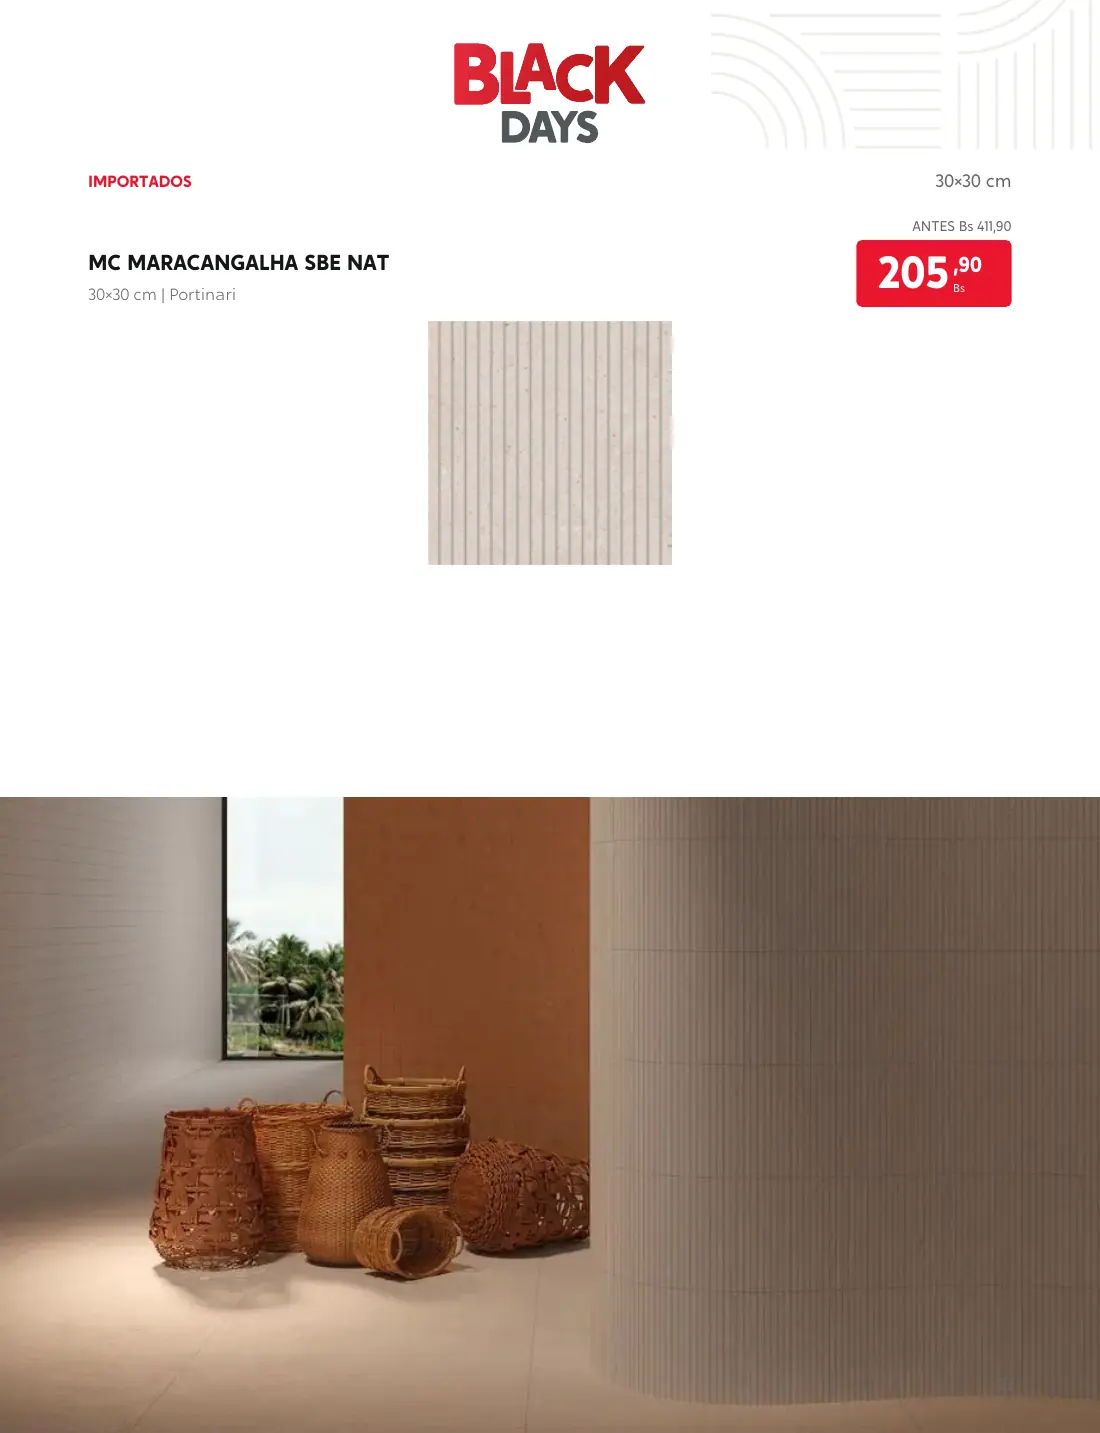 BLACK
DAYS
IMPORTADOS
30×30 cm
ANTES Bs 411,90
MC MARACANGALHA SBE NAT
205,90
Bs
30×30 cm | Portinari